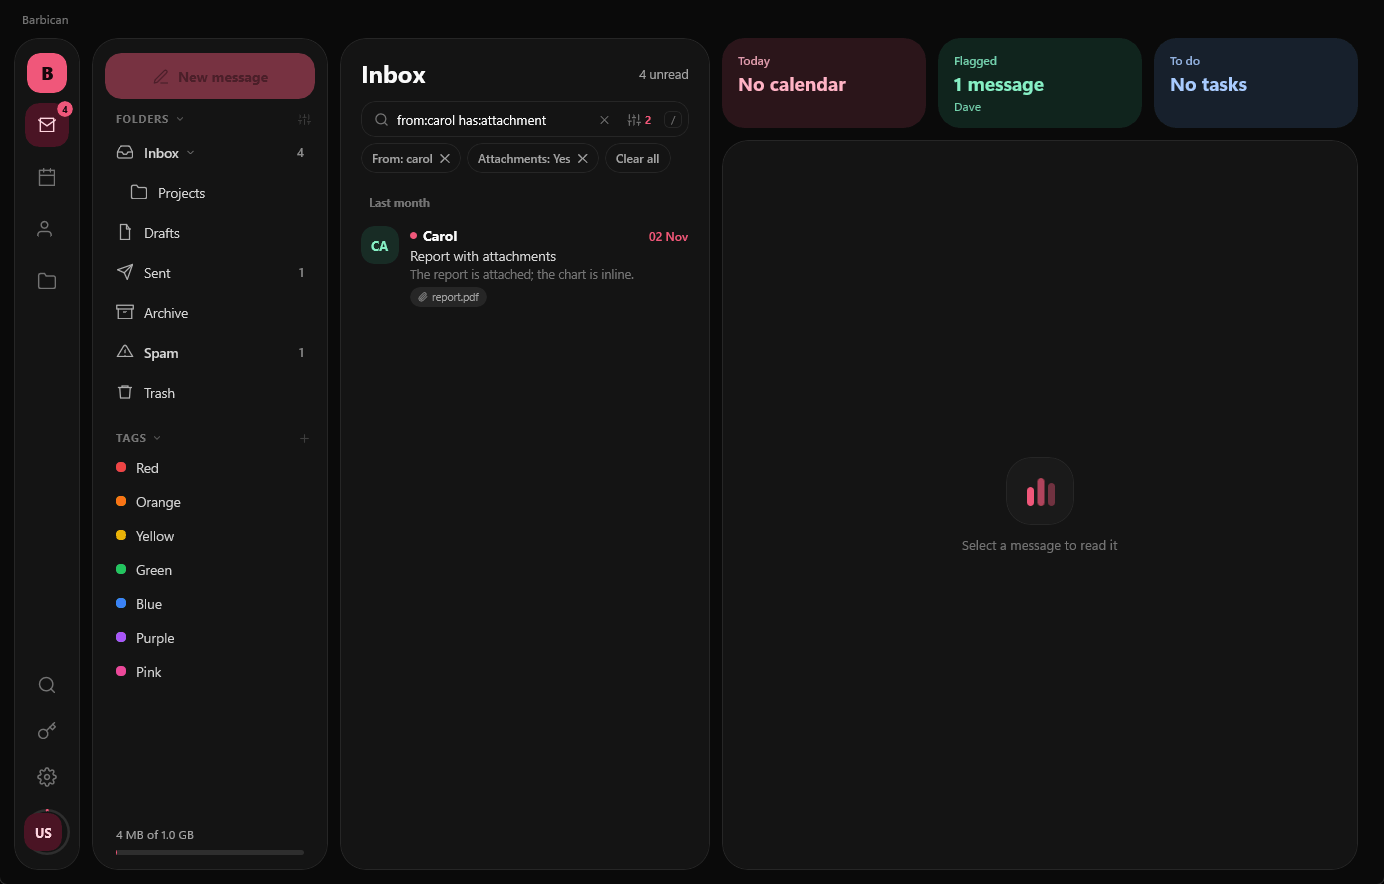 Barbican
B
4
New message
FOLDERS
Inbox 4
Projects
Drafts
Sent 1
Archive
Spam 1
Trash
TAGS
Red
Orange
Yellow
Green
Blue
Purple
Pink
4 MB of 1.0 GB
US
Inbox
4 unread
from:carol has:attachment
2 /
From: carol
Attachments: Yes
Clear all
Last month
CA
Carol
02 Nov
Report with attachments
The report is attached; the chart is inline.
report.pdf
Today
No calendar
Flagged
1 message
Dave
To do
No tasks
Select a message to read it